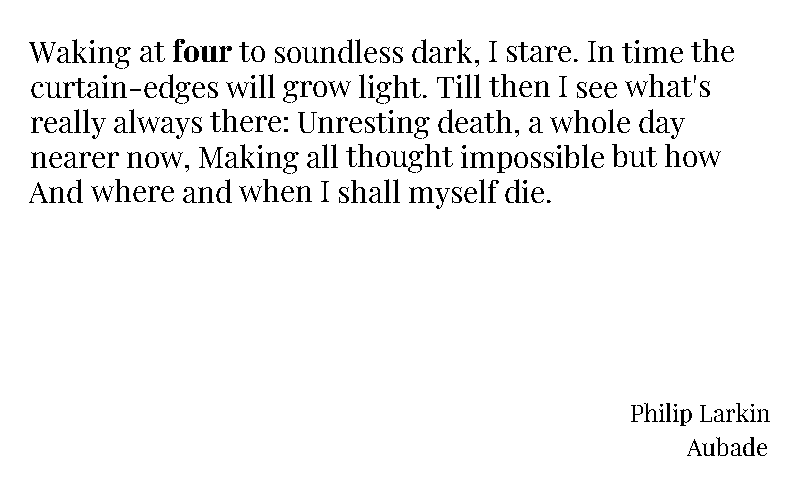 Waking at four to soundless dark, I stare. In time the
curtain-edges will grow light. Till then I see what's
really always there: Unresting death, a whole day
nearer now, Making all thought impossible but how
And where and when I shall myself die.
Philip Larkin
Aubade